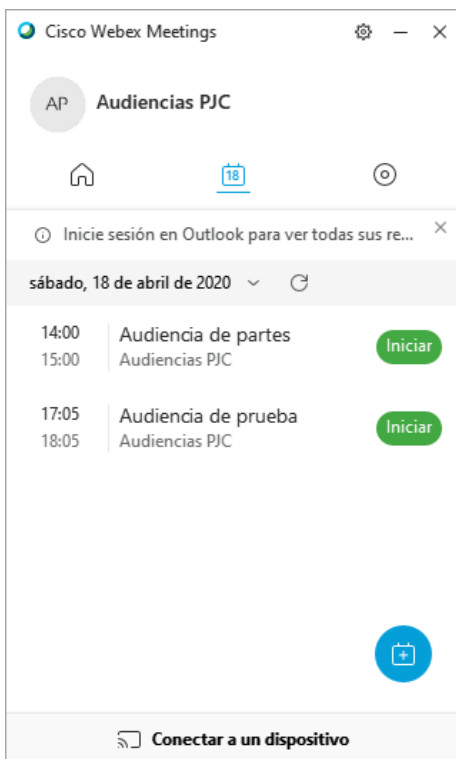 Cisco Webex Meetings
AP Audiencias PJC
18
Inicie sesión en Outlook para ver todas sus re...
sábado, 18 de abril de 2020
14:00 Audiencia de partes Iniciar
15:00 Audiencias PJC
17:05 Audiencia de prueba Iniciar
18:05 Audiencias PJC
Conectar a un dispositivo